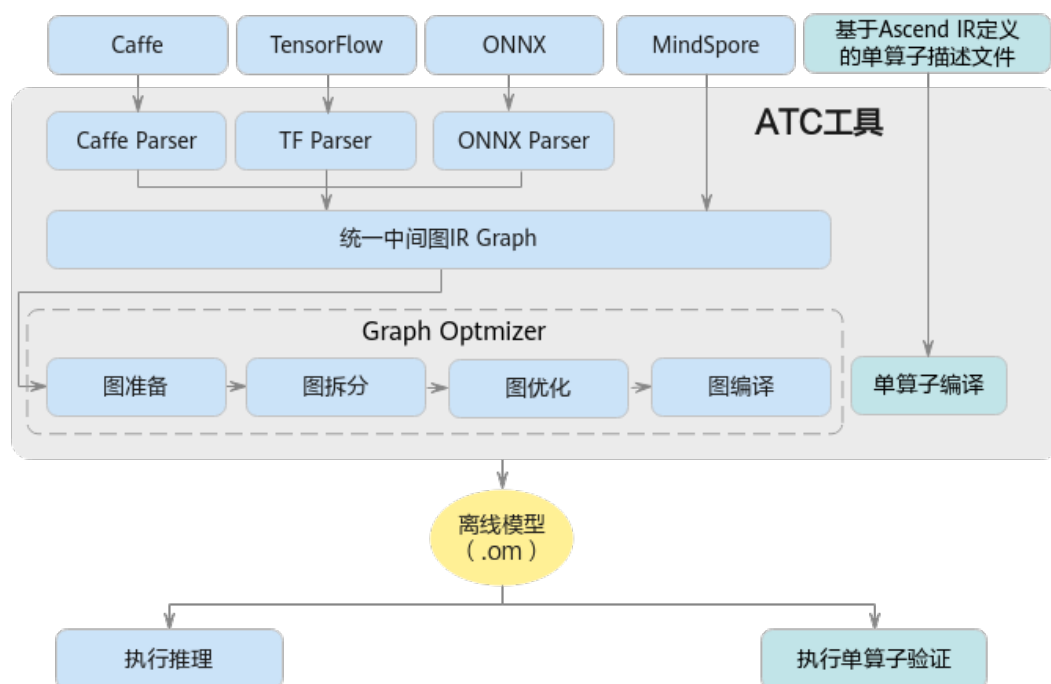 Caffe
TensorFlow
ONNX
MindSpore
基于Ascend IR定义
的单算子描述文件
ATC工具
Caffe Parser
TF Parser
ONNX Parser
统一中间图IR Graph
Graph Optmizer
图准备
图拆分
图优化
图编译
单算子编译
离线模型
（.om）
执行推理
执行单算子验证